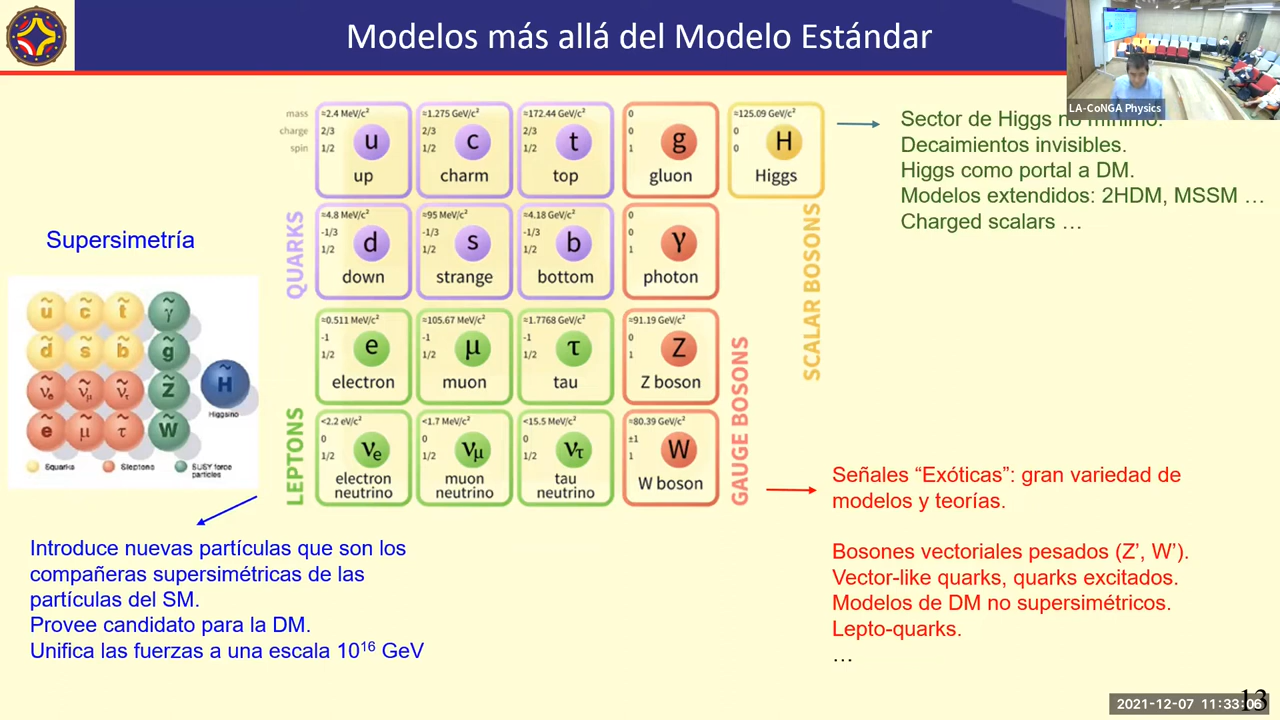 Modelos más allá del Modelo Estándar
LA-CoNGA Physics
mass
charge
spin
≈2.4 MeV/c²
2/3
1/2
u
up
≈1.275 GeV/c²
2/3
1/2
c
charm
≈172.44 GeV/c²
2/3
1/2
t
top
0
0
1
g
gluon
≈125.09 GeV/c²
0
0
H
Higgs
QUARKS
≈4.8 MeV/c²
-1/3
1/2
d
down
≈95 MeV/c²
-1/3
1/2
s
strange
≈4.18 GeV/c²
-1/3
1/2
b
bottom
0
0
1
γ
photon
SCALAR BOSONS
≈0.511 MeV/c²
-1
1/2
e
electron
≈105.67 MeV/c²
-1
1/2
μ
muon
≈1.7768 GeV/c²
-1
1/2
τ
tau
≈91.19 GeV/c²
0
1
Z
Z boson
LEPTONS
<2.2 eV/c²
0
1/2
νe
electron
neutrino
<1.7 MeV/c²
0
1/2
νμ
muon
neutrino
<15.5 MeV/c²
0
1/2
ντ
tau
neutrino
≈80.39 GeV/c²
±1
1
W
W boson
GAUGE BOSONS
Sector de Higgs no mínimo.
Decaimientos invisibles.
Higgs como portal a DM.
Modelos extendidos: 2HDM, MSSM …
Charged scalars …
Supersimetría
ũ c̃ t̃ γ̃
d̃ s̃ b̃ g̃
ν̃e ν̃μ ν̃τ Z̃
ẽ μ̃ τ̃ W̃
H̃
Higgsino
Squarks
Sleptons
SUSY force
particles
Introduce nuevas partículas que son los
compañeras supersimétricas de las
partículas del SM.
Provee candidato para la DM.
Unifica las fuerzas a una escala 10¹⁶ GeV
Señales “Exóticas”: gran variedad de
modelos y teorías.
Bosones vectoriales pesados (Z’, W’).
Vector-like quarks, quarks excitados.
Modelos de DM no supersimétricos.
Lepto-quarks.
…
13
2021-12-07 11:33:06